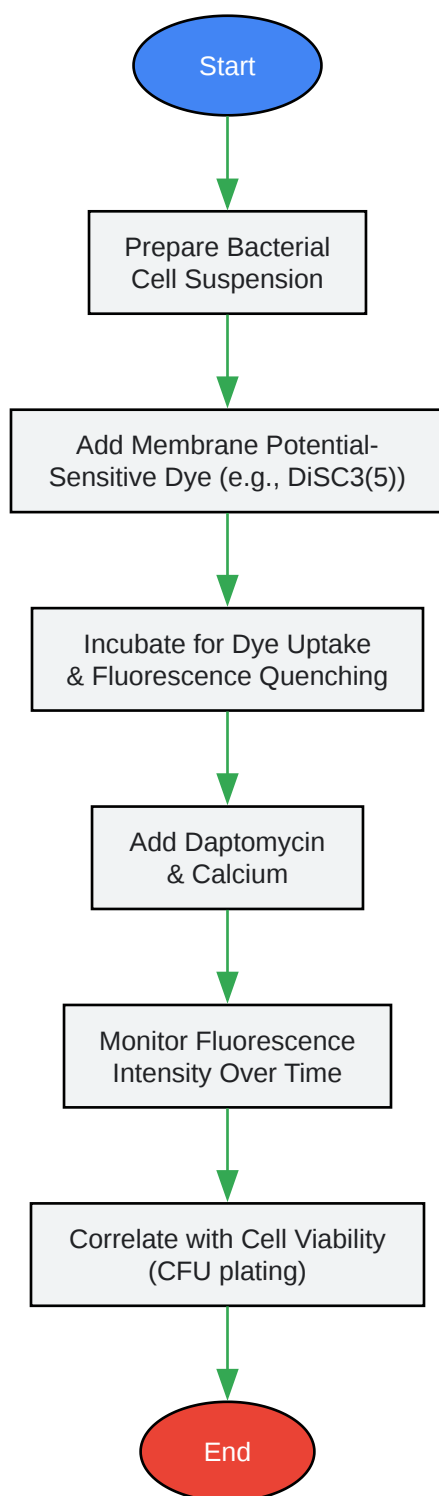 Start
Prepare Bacterial
Cell Suspension
Add Membrane Potential-
Sensitive Dye (e.g., DiSC3(5))
Incubate for Dye Uptake
& Fluorescence Quenching
Add Daptomycin
& Calcium
Monitor Fluorescence
Intensity Over Time
Correlate with Cell Viability
(CFU plating)
End